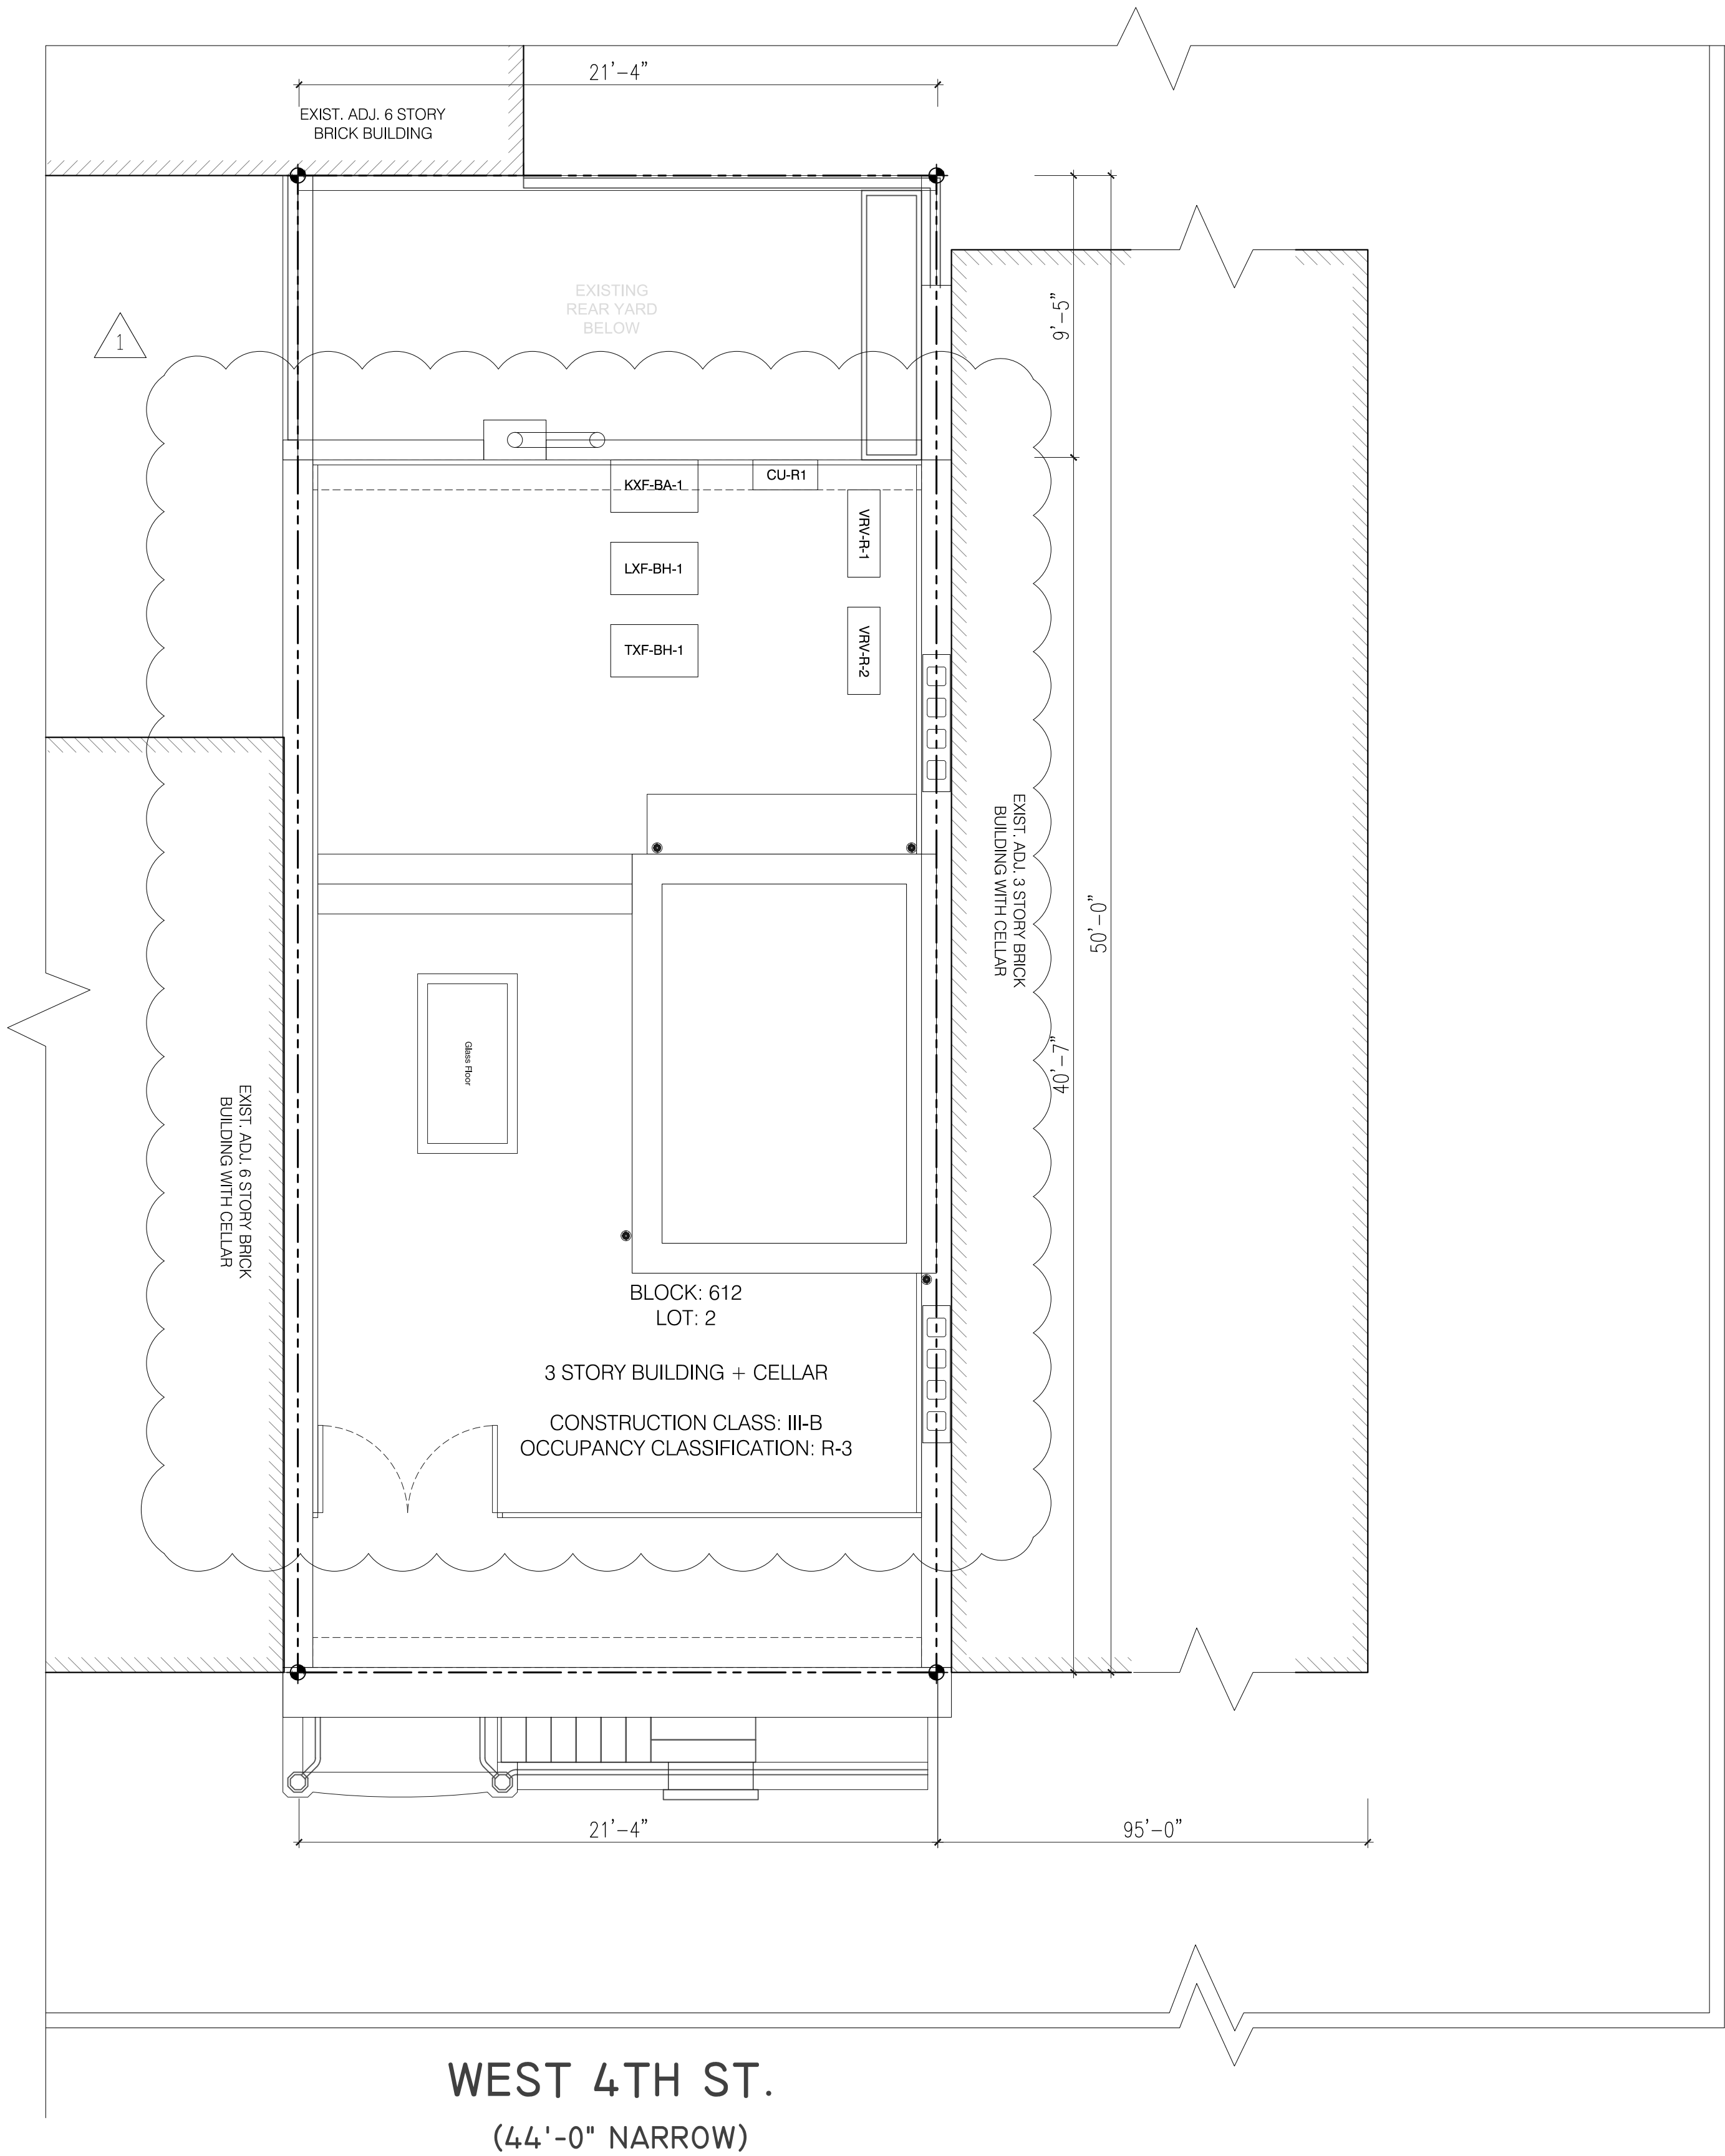 21'-4"
EXIST. ADJ. 6 STORY
BRICK BUILDING
EXISTING
REAR YARD
BELOW
9'-5"
1
KXF-BA-1
CU-R1
VRV-R-1
LXF-BH-1
TXF-BH-1
VRV-R-2
EXIST. ADJ. 3 STORY BRICK
BUILDING WITH CELLAR
50'-0"
40'-7"
Glass Floor
EXIST. ADJ. 6 STORY BRICK
BUILDING WITH CELLAR
BLOCK: 612
LOT: 2
3 STORY BUILDING + CELLAR
CONSTRUCTION CLASS: III-B
OCCUPANCY CLASSIFICATION: R-3
21'-4"
95'-0"
WEST 4TH ST.
(44'-0" NARROW)